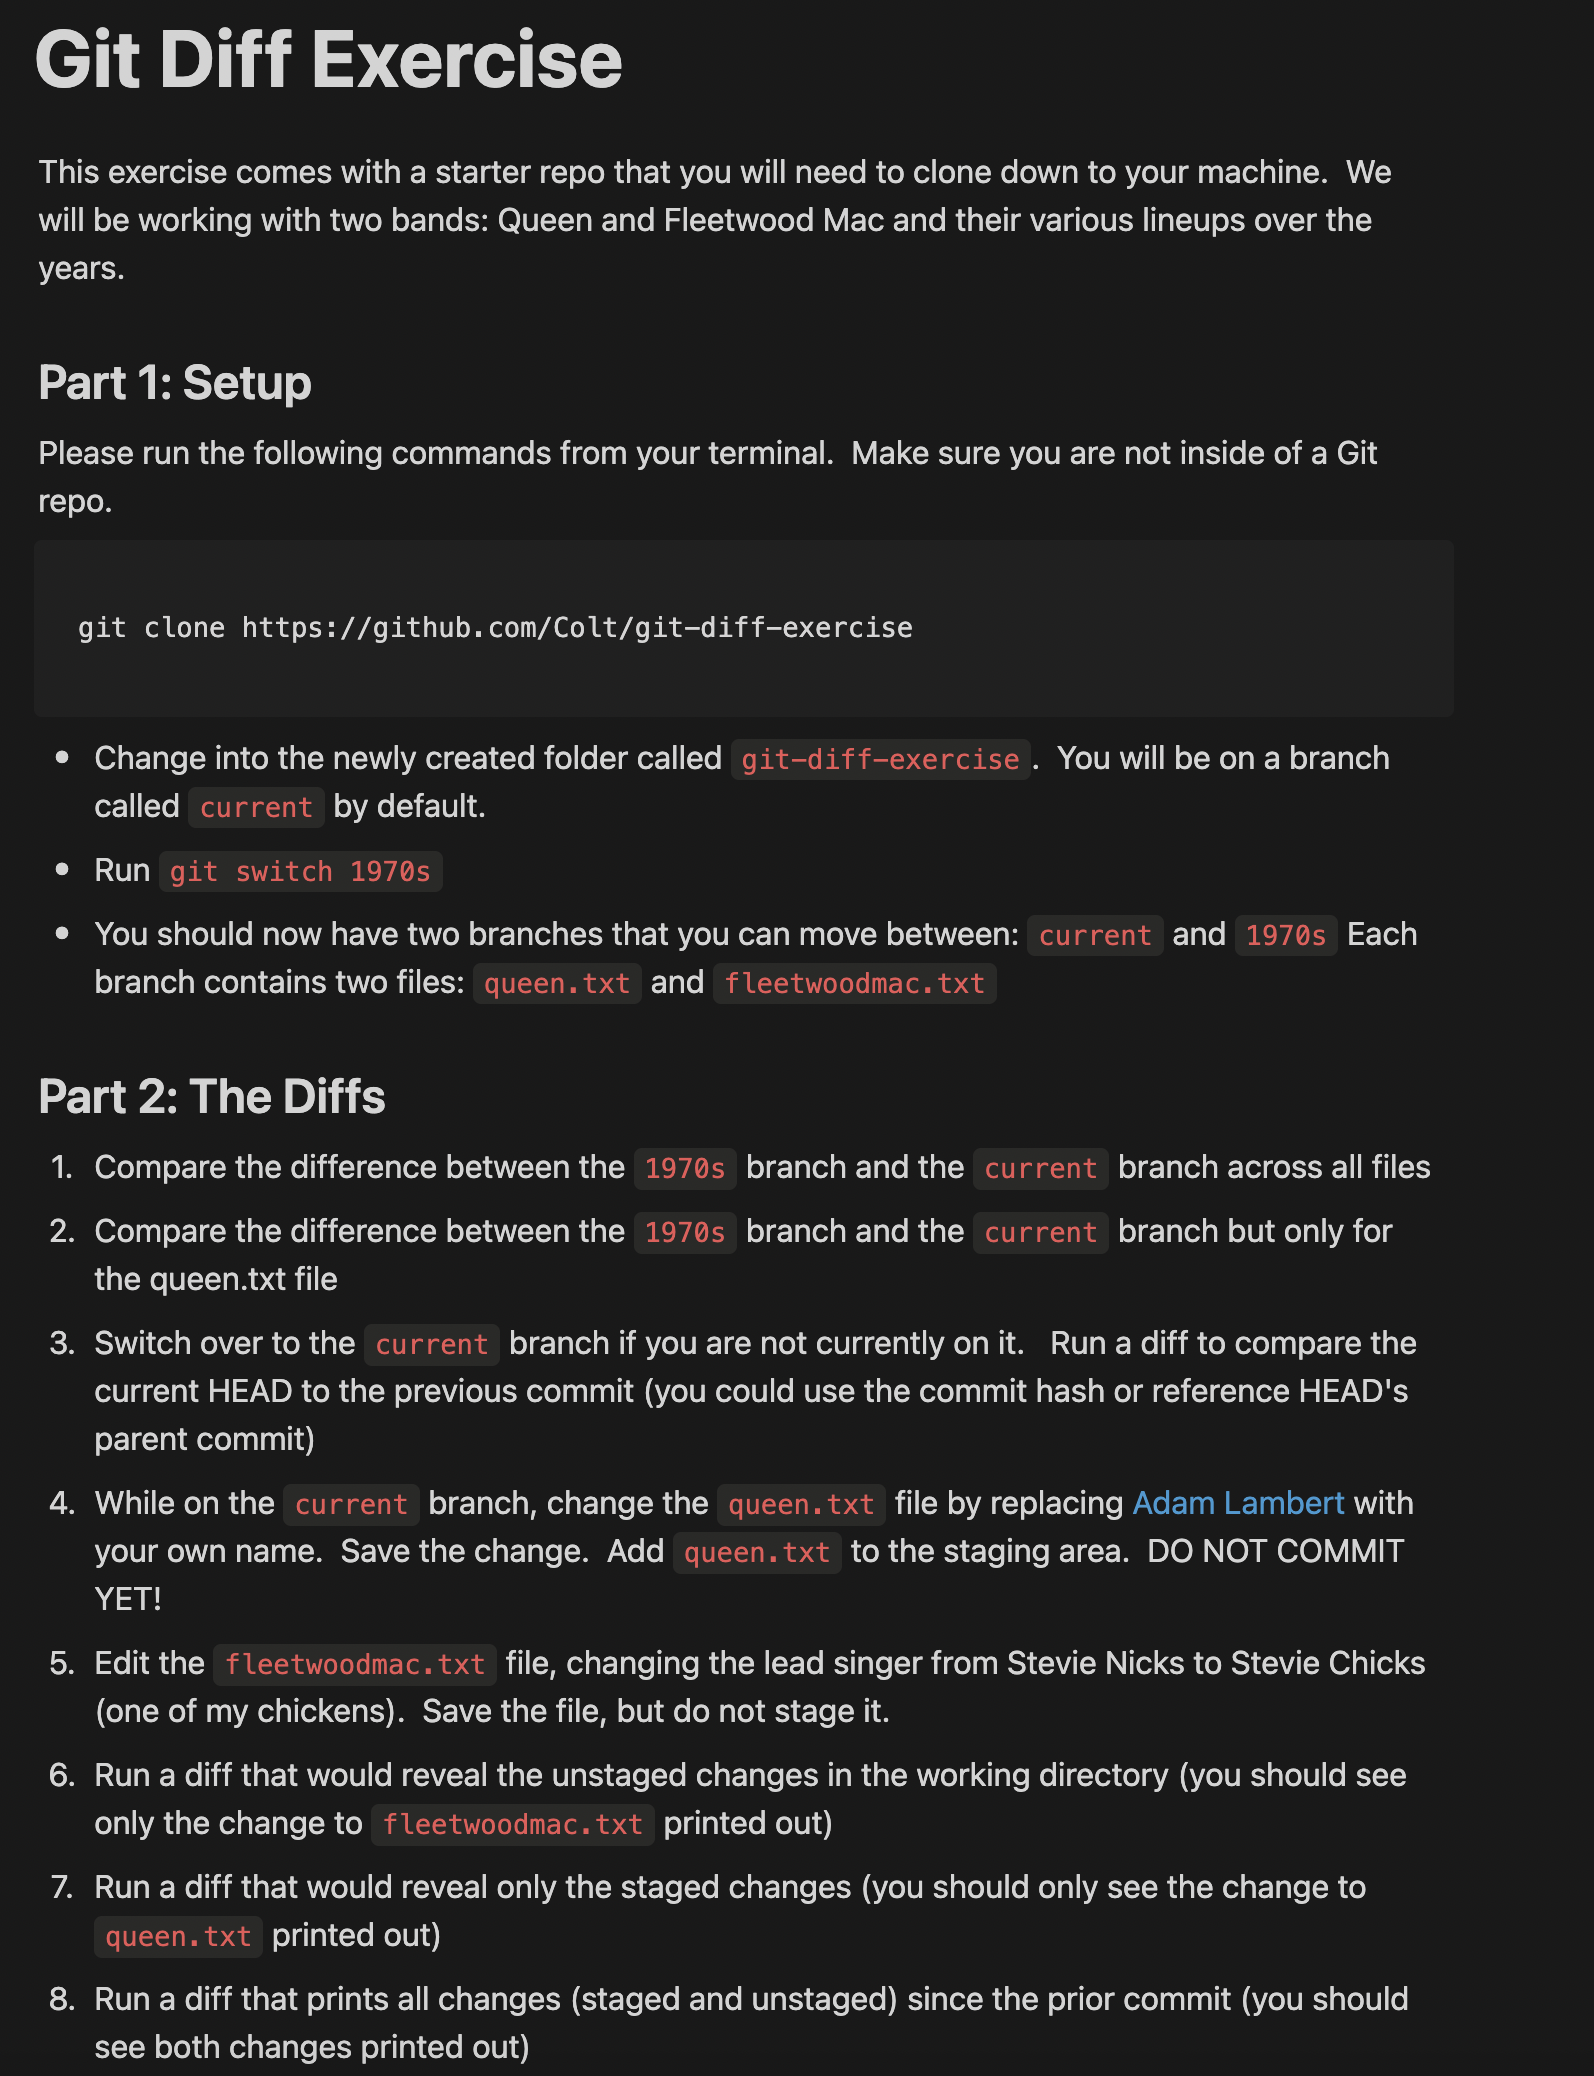 Git Diff Exercise
This exercise comes with a starter repo that you will need to clone down to your machine.  We
will be working with two bands: Queen and Fleetwood Mac and their various lineups over the
years.
Part 1: Setup
Please run the following commands from your terminal.  Make sure you are not inside of a Git
repo.
git clone https://github.com/Colt/git-diff-exercise
• Change into the newly created folder called git-diff-exercise.  You will be on a branch
called current by default.
• Run git switch 1970s
• You should now have two branches that you can move between: current and 1970s Each
branch contains two files: queen.txt and fleetwoodmac.txt
Part 2: The Diffs
1. Compare the difference between the 1970s branch and the current branch across all files
2. Compare the difference between the 1970s branch and the current branch but only for
the queen.txt file
3. Switch over to the current branch if you are not currently on it.   Run a diff to compare the
current HEAD to the previous commit (you could use the commit hash or reference HEAD's
parent commit)
4. While on the current branch, change the queen.txt file by replacing Adam Lambert with
your own name.  Save the change.  Add queen.txt to the staging area.  DO NOT COMMIT
YET!
5. Edit the fleetwoodmac.txt file, changing the lead singer from Stevie Nicks to Stevie Chicks
(one of my chickens).  Save the file, but do not stage it.
6. Run a diff that would reveal the unstaged changes in the working directory (you should see
only the change to fleetwoodmac.txt printed out)
7. Run a diff that would reveal only the staged changes (you should only see the change to
queen.txt printed out)
8. Run a diff that prints all changes (staged and unstaged) since the prior commit (you should
see both changes printed out)